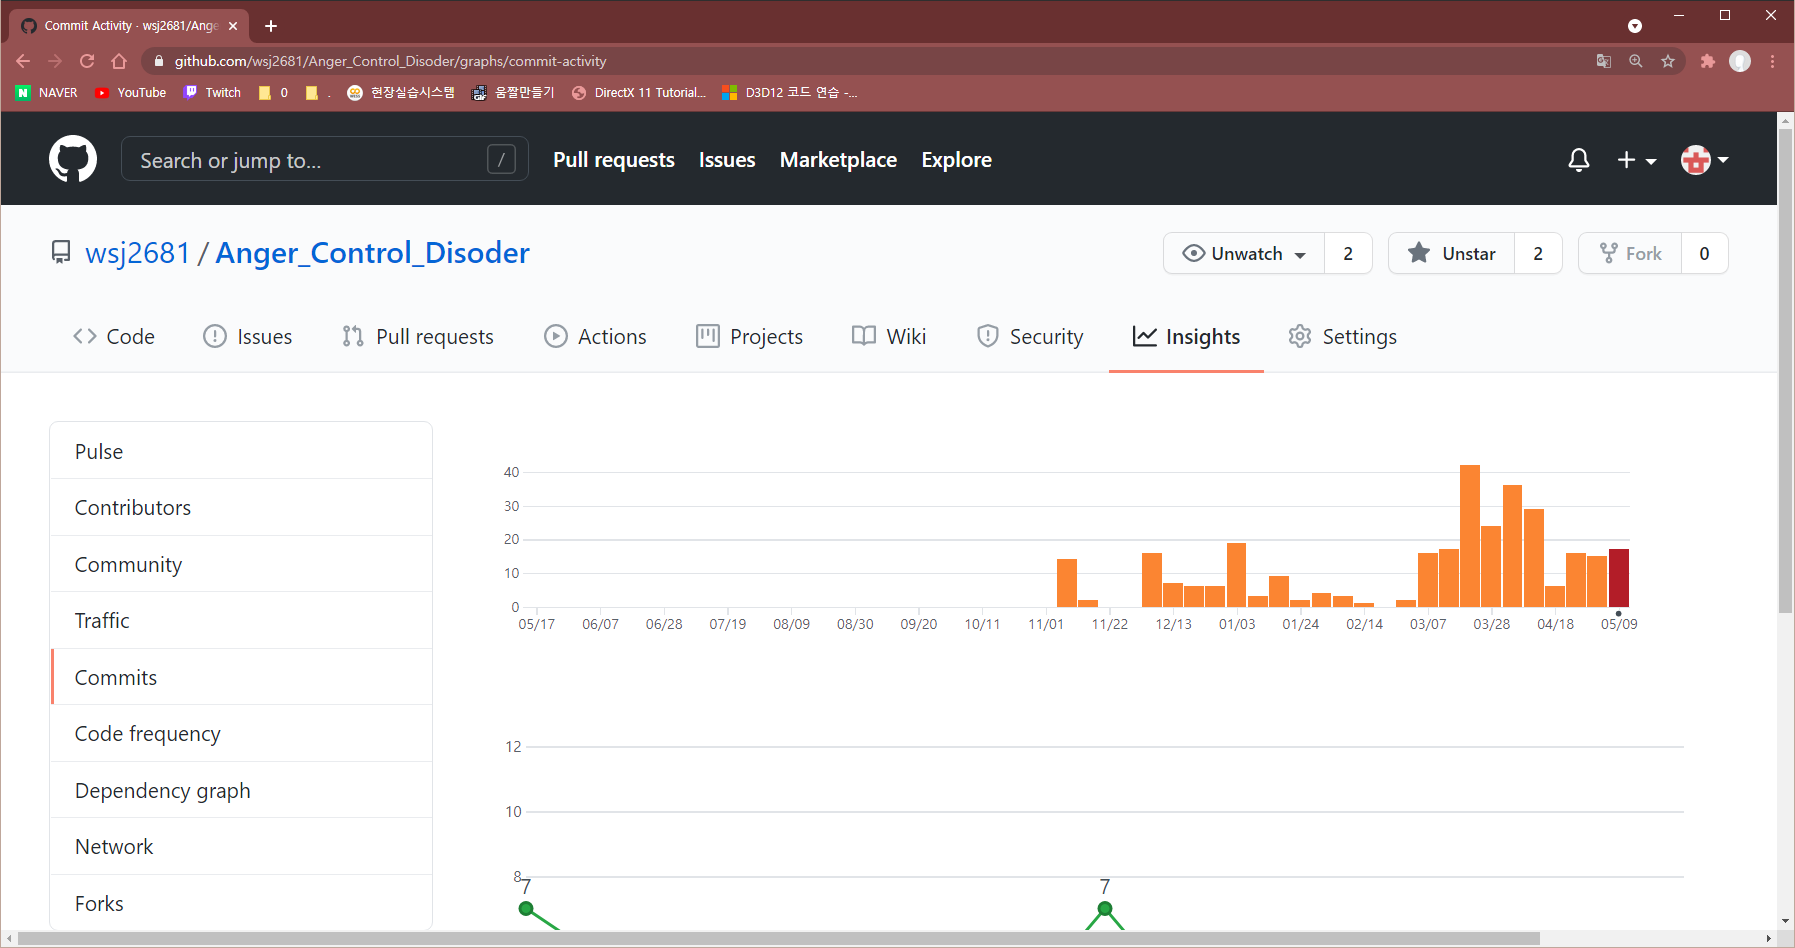 Commit Activity · wsj2681/Ange
github.com/wsj2681/Anger_Control_Disoder/graphs/commit-activity
NAVER YouTube Twitch 0 . 현장실습시스템 움짤만들기 DirectX 11 Tutorial... D3D12 코드 연습 -...
Search or jump to... / Pull requests Issues Marketplace Explore
wsj2681 / Anger_Control_Disoder Unwatch 2 Unstar 2 Fork 0
Code Issues Pull requests Actions Projects Wiki Security Insights Settings
Pulse
Contributors
Community
Traffic
Commits
Code frequency
Dependency graph
Network
Forks
40
30
20
10
0
05/17 06/07 06/28 07/19 08/09 08/30 09/20 10/11 11/01 11/22 12/13 01/03 01/24 02/14 03/07 03/28 04/18 05/09
12
10
8
7 7